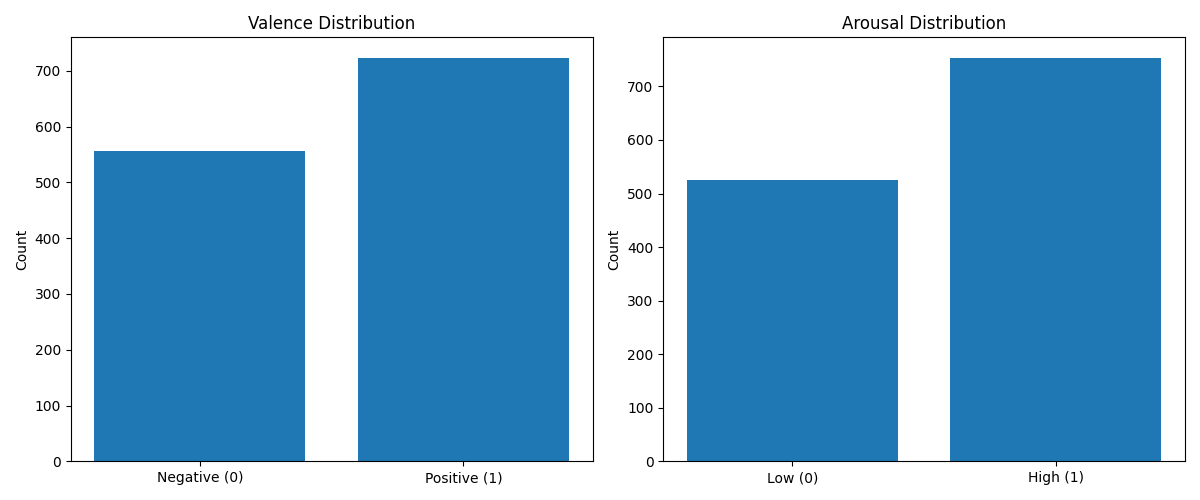 Valence Distribution
Count
700
600
500
400
300
200
100
0
Negative (0)
Positive (1)
Arousal Distribution
Count
700
600
500
400
300
200
100
0
Low (0)
High (1)